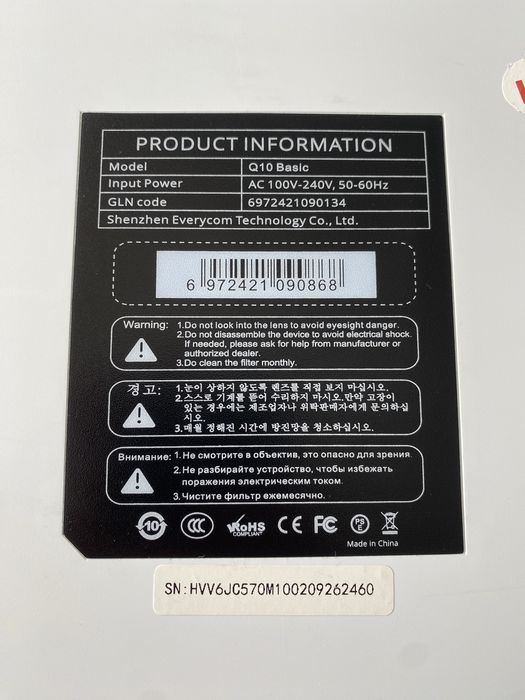 PRODUCT INFORMATION
Model Q10 Basic
Input Power AC 100V-240V, 50-60Hz
GLN code 6972421090134
Shenzhen Everycom Technology Co., Ltd.
6 972421 090868
Warning: 1.Do not look into the lens to avoid eyesight danger.
2.Do not disassemble the device to avoid electrical shock.
If needed, please ask for help from manufacturer or
authorized dealer.
3.Do clean the filter monthly.
경고: 1.눈이 상하지 않도록 렌즈를 직접 보지 마십시오.
2.스스로 기계를 뜯어 수리하지 마시오.만약 고장이
있는 경우에는 제조업자나 위탁판매자에게 문의하십
시오.
3.매월 정해진 시간에 방진망을 청소하십시오.
Внимание: 1.Не смотрите в объектив, это опасно для зрения.
2.Не разбирайте устройство, чтобы избежать
поражения электрическим током.
3.Чистите фильтр ежемесячно.
10 CCC RoHS CE FC PSE
COMPLIANT
Made in China
SN:HVV6JC570M100209262460